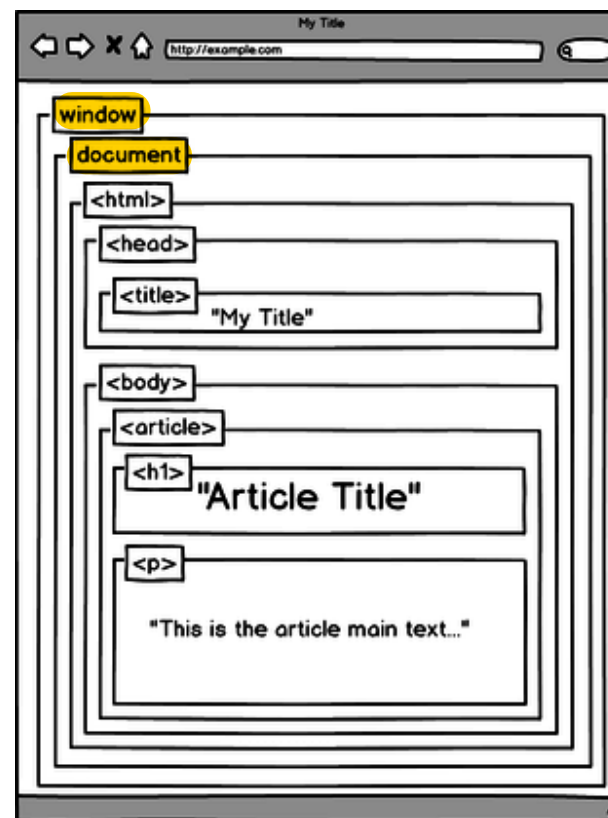 My Title
http://example.com
window
document
<html>
<head>
<title>
"My Title"
<body>
<article>
<h1>
"Article Title"
<p>
"This is the article main text..."